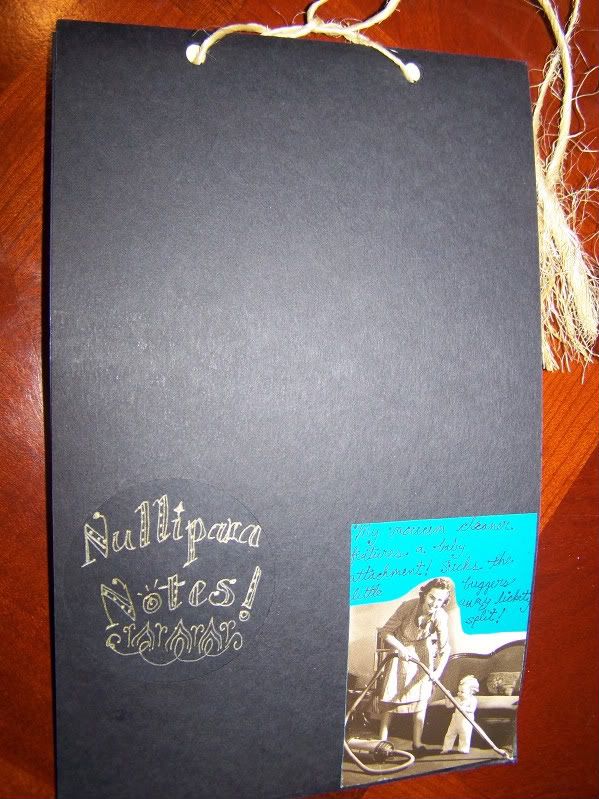 Nullipara
Notes!
My vacuum cleaner
features a baby
attachment! Sucks the
little buggers
away lickety
split!